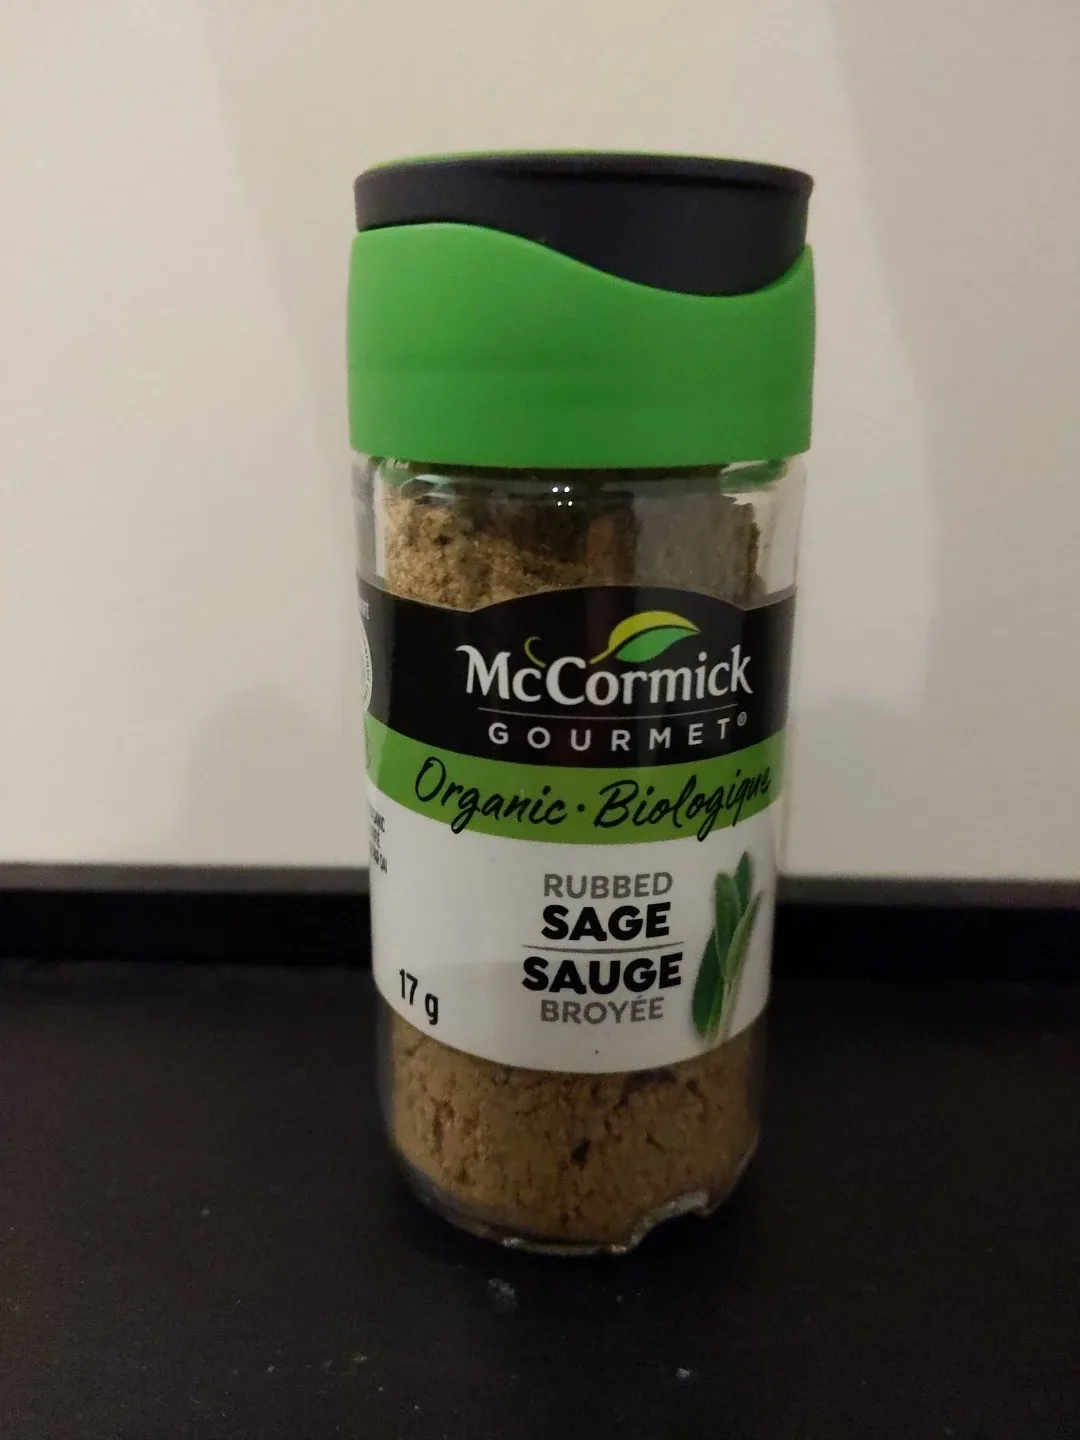 McCormick
GOURMET®
Organic · Biologique
RUBBED
SAGE
SAUGE
BROYÉE
17 g